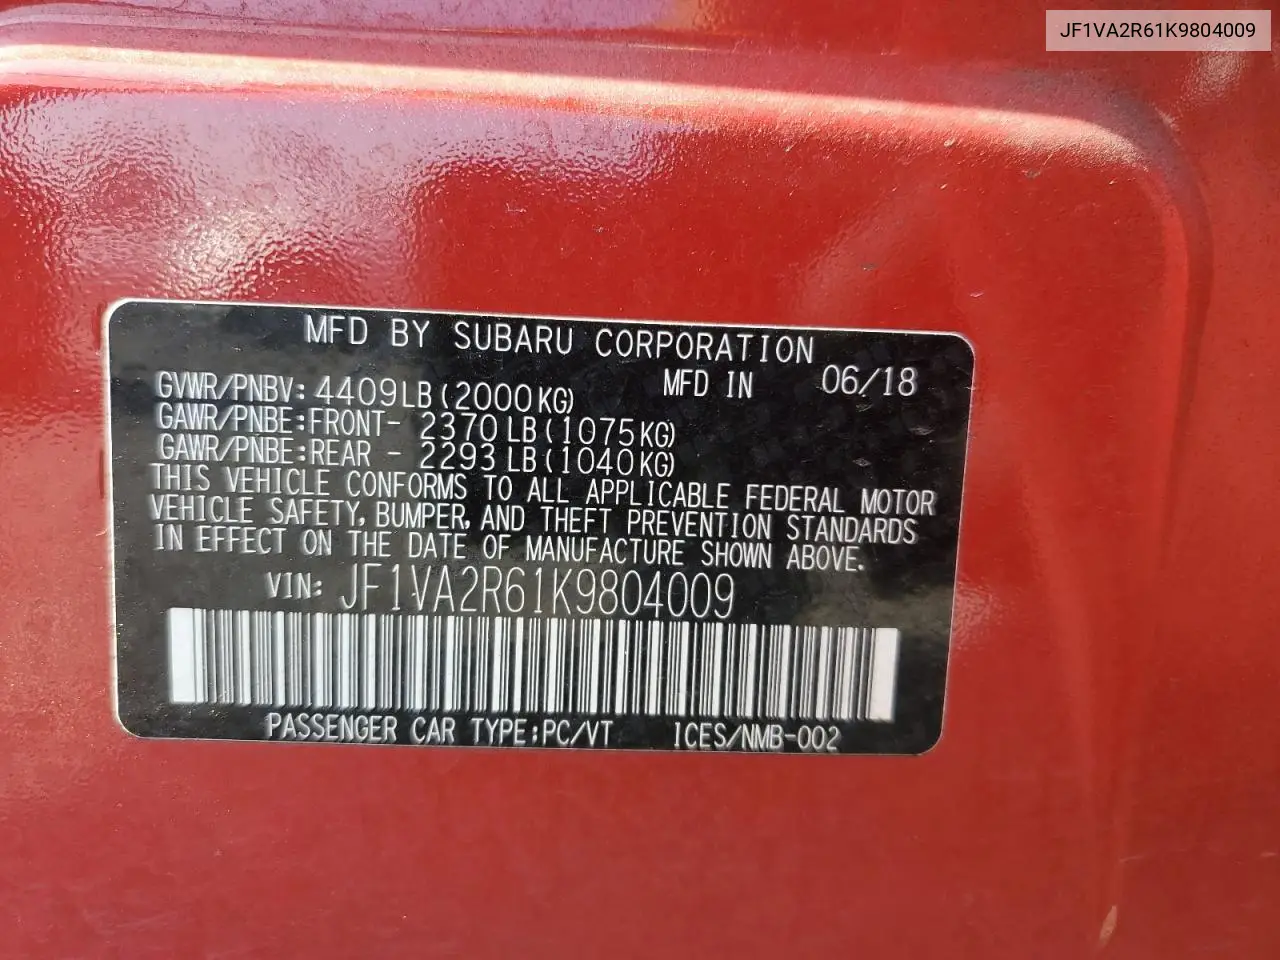 JF1VA2R61K9804009
MFD BY SUBARU CORPORATION
GVWR/PNBV: 4409LB (2000KG) MFD IN 06/18
GAWR/PNBE:FRONT- 2370LB (1075KG)
GAWR/PNBE:REAR - 2293LB (1040KG)
THIS VEHICLE CONFORMS TO ALL APPLICABLE FEDERAL MOTOR
VEHICLE SAFETY, BUMPER, AND THEFT PREVENTION STANDARDS
IN EFFECT ON THE DATE OF MANUFACTURE SHOWN ABOVE.
VIN: JF1VA2R61K9804009
PASSENGER CAR TYPE:PC/VT ICES/NMB-002